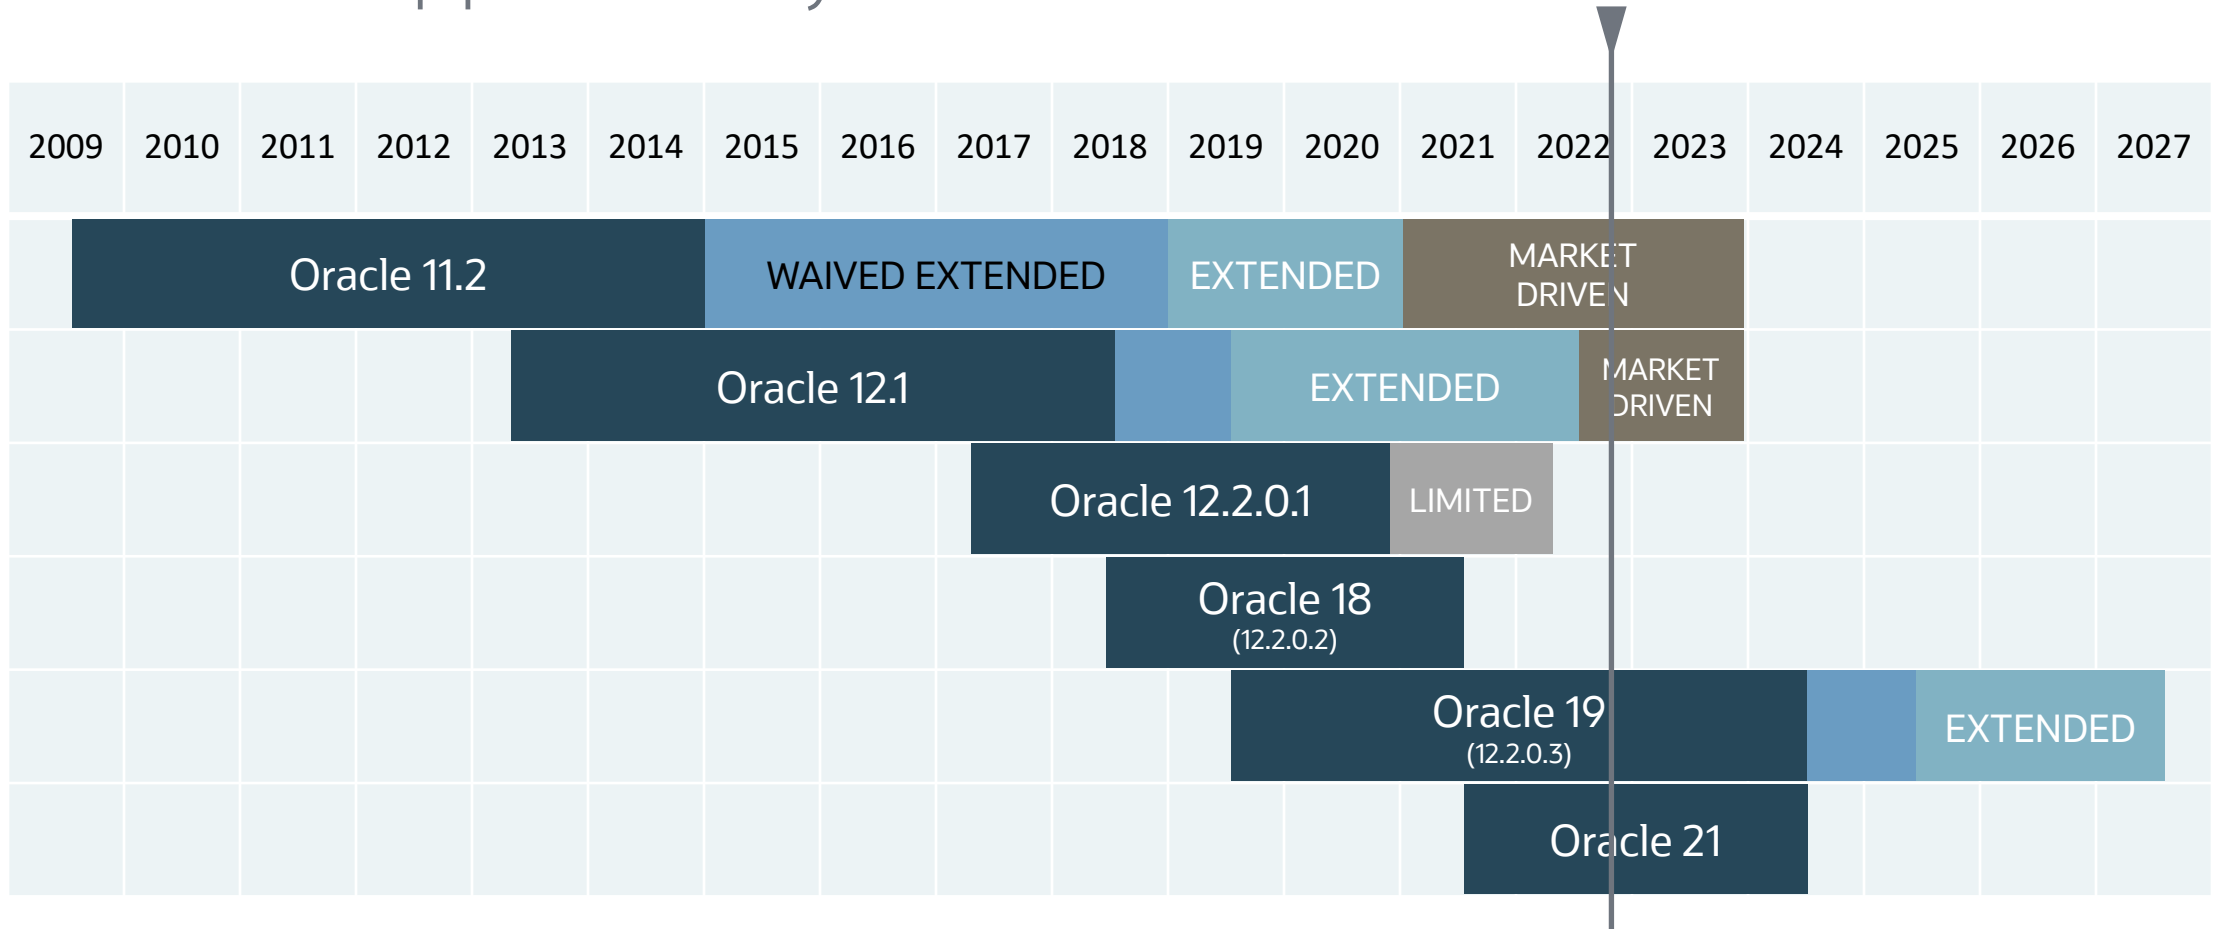 2009 2010 2011 2012 2013 2014 2015 2016 2017 2018 2019 2020 2021 2022 2023 2024 2025 2026 2027
Oracle 11.2 WAIVED EXTENDED EXTENDED MARKET
DRIVEN
Oracle 12.1 EXTENDED MARKET
DRIVEN
Oracle 12.2.0.1 LIMITED
Oracle 18
(12.2.0.2)
Oracle 19 EXTENDED
(12.2.0.3)
Oracle 21